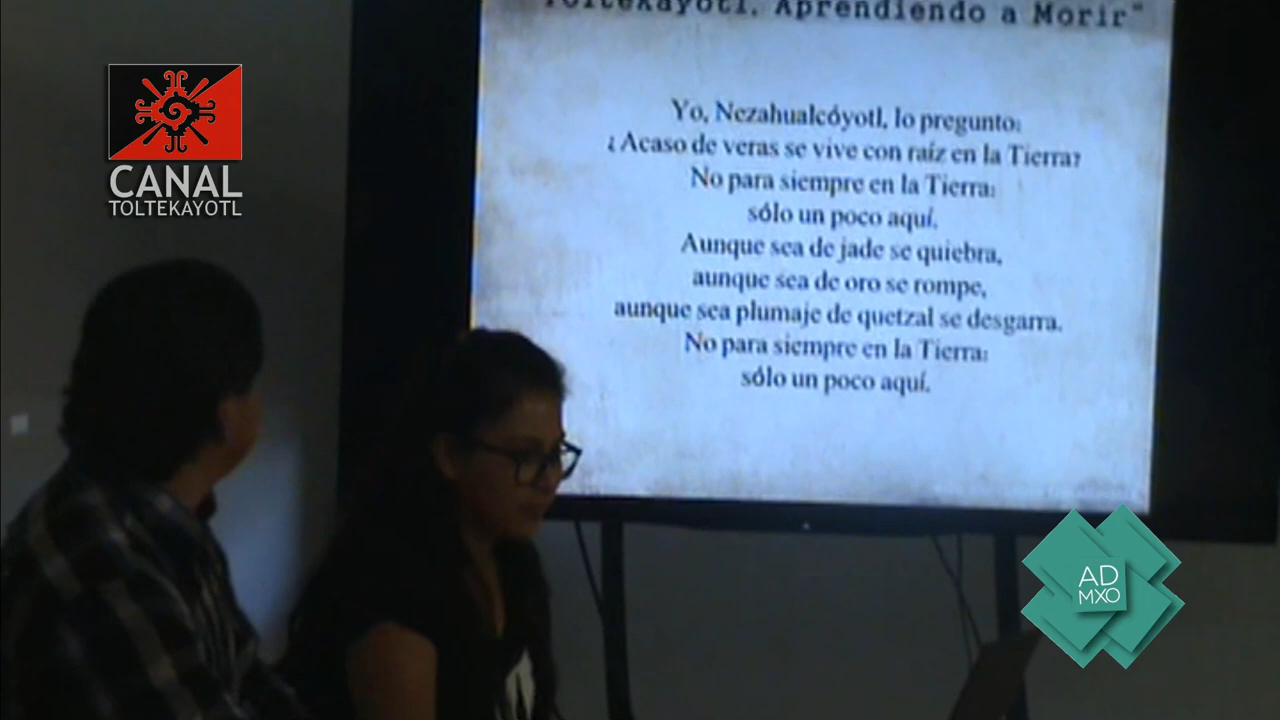 Toltekáyotl. Aprendiendo a Morir"
Yo, Nezahualcóyotl, lo pregunto:
¿Acaso de veras se vive con raíz en la Tierra?
No para siempre en la Tierra:
sólo un poco aquí.
Aunque sea de jade se quiebra,
aunque sea de oro se rompe,
aunque sea plumaje de quetzal se desgarra.
No para siempre en la Tierra:
sólo un poco aquí.
CANAL
TOLTEKAYOTL
AD
MXO